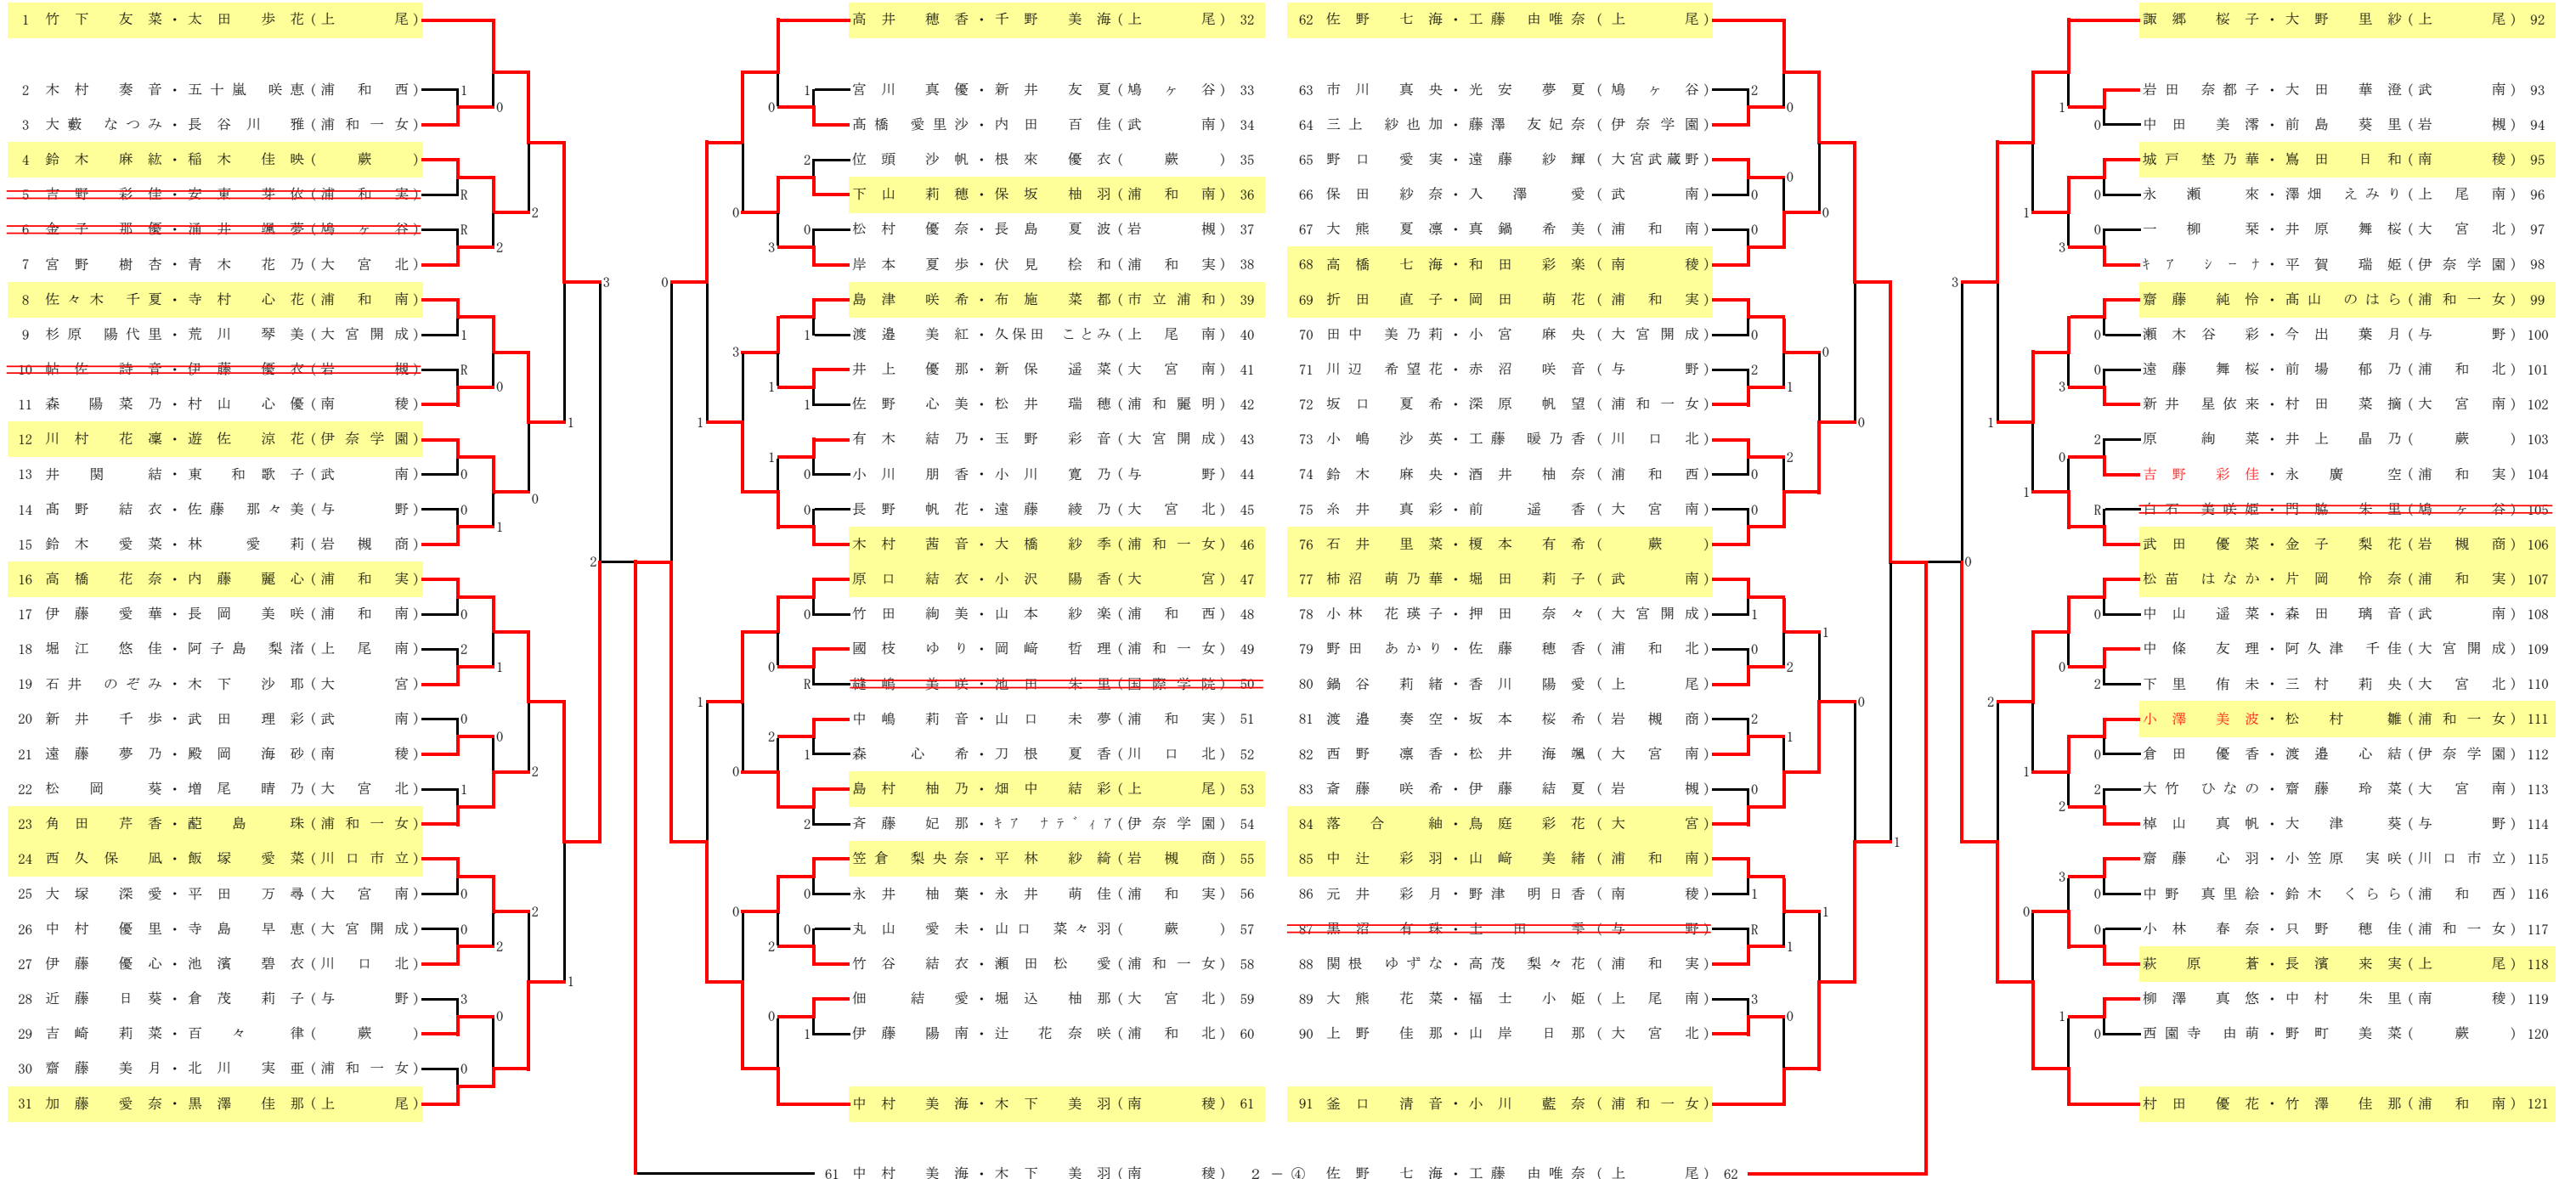 1 竹下 友菜・太田 歩花(上尾)
2 木村 奏音・五十嵐 咲恵(浦和西)
3 大藪 なつみ・長谷川 雅(浦和一女)
4 鈴木 麻紘・稲木 佳映(蕨)
5 吉野 彩佳・安東 芽依(浦和実)
6 金子 那優・涌井 颯夢(鳩ヶ谷)
7 宮野 樹杏・青木 花乃(大宮北)
8 佐々木 千夏・寺村 心花(浦和南)
9 杉原 陽代里・荒川 琴美(大宮開成)
10 帖佐 詩音・伊藤 優衣(岩槻)
11 森 陽菜乃・村山 心優(南稜)
12 川村 花凜・遊佐 涼花(伊奈学園)
13 井関 結・東 和歌子(武南)
14 髙野 結衣・佐藤 那々美(与野)
15 鈴木 愛菜・林 愛莉(岩槻商)
16 高橋 花奈・内藤 麗心(浦和実)
17 伊藤 愛華・長岡 美咲(浦和南)
18 堀江 悠佳・阿子島 梨渚(上尾南)
19 石井 のぞみ・木下 沙耶(大宮)
20 新井 千歩・武田 理彩(武南)
21 遠藤 夢乃・殿岡 海砂(南稜)
22 松岡 葵・増尾 晴乃(大宮北)
23 角田 芹香・蓜島 珠(浦和一女)
24 西久保 凪・飯塚 愛菜(川口市立)
25 大塚 深愛・平田 万尋(大宮南)
26 中村 優里・寺島 早恵(大宮開成)
27 伊藤 優心・池濱 碧衣(川口北)
28 近藤 日葵・倉茂 莉子(与野)
29 吉崎 莉菜・百々 律(蕨)
30 齋藤 美月・北川 実亜(浦和一女)
31 加藤 愛奈・黒澤 佳那(上尾)
高井 穂香・千野 美海(上尾) 32
宮川 真優・新井 友夏(鳩ヶ谷) 33
髙橋 愛里沙・内田 百佳(武南) 34
位頭 沙帆・根來 優衣(蕨) 35
下山 莉穂・保坂 柚羽(浦和南) 36
松村 優奈・長島 夏波(岩槻) 37
岸本 夏歩・伏見 桧和(浦和実) 38
島津 咲希・布施 菜都(市立浦和) 39
渡邉 美紅・久保田 ことみ(上尾南) 40
井上 優那・新保 遥菜(大宮南) 41
佐野 心美・松井 瑞穂(浦和麗明) 42
有木 結乃・玉野 彩音(大宮開成) 43
小川 朋香・小川 寛乃(与野) 44
長野 帆花・遠藤 綾乃(大宮北) 45
木村 茜音・大橋 紗季(浦和一女) 46
原口 結衣・小沢 陽香(大宮) 47
竹田 絢美・山本 紗楽(浦和西) 48
國枝 ゆり・岡﨑 哲理(浦和一女) 49
縫嶋 美咲・池田 朱里(国際学院) 50
中嶋 莉音・山口 未夢(浦和実) 51
森 心希・刀根 夏香(川口北) 52
島村 柚乃・畑中 結彩(上尾) 53
斉藤 妃那・キア ナディア(伊奈学園) 54
笠倉 梨央奈・平林 紗綺(岩槻商) 55
永井 柚葉・永井 萌佳(浦和実) 56
丸山 愛未・山口 菜々羽(蕨) 57
竹谷 結衣・瀬田松 愛(浦和一女) 58
佃 結愛・堀込 柚那(大宮北) 59
伊藤 陽南・辻 花奈咲(浦和北) 60
中村 美海・木下 美羽(南稜) 61
62 佐野 七海・工藤 由唯奈(上尾)
63 市川 真央・光安 夢夏(鳩ヶ谷)
64 三上 紗也加・藤澤 友妃奈(伊奈学園)
65 野口 愛実・遠藤 紗輝(大宮武蔵野)
66 保田 紗奈・入澤 愛(武南)
67 大熊 夏凛・真鍋 希美(浦和南)
68 高橋 七海・和田 彩楽(南稜)
69 折田 直子・岡田 萌花(浦和実)
70 田中 美乃莉・小宮 麻央(大宮開成)
71 川辺 希望花・赤沼 咲音(与野)
72 坂口 夏希・深原 帆望(浦和一女)
73 小嶋 沙英・工藤 暖乃香(川口北)
74 鈴木 麻央・酒井 柚奈(浦和西)
75 糸井 真彩・前 遥香(大宮南)
76 石井 里菜・榎本 有希(蕨)
77 柿沼 萌乃華・堀田 莉子(武南)
78 小林 花瑛子・押田 奈々(大宮開成)
79 野田 あかり・佐藤 穂香(浦和北)
80 鍋谷 莉緒・香川 陽愛(上尾)
81 渡邉 奏空・坂本 桜希(岩槻商)
82 西野 凛香・松井 海颯(大宮南)
83 斎藤 咲希・伊藤 結夏(岩槻)
84 落合 紬・鳥庭 彩花(大宮)
85 中辻 彩羽・山﨑 美緒(浦和南)
86 元井 彩月・野津 明日香(南稜)
87 黒沼 有珠・土田 雫(与野)
88 関根 ゆずな・高茂 梨々花(浦和実)
89 大熊 花菜・福士 小姫(上尾南)
90 上野 佳那・山岸 日那(大宮北)
91 釜口 清音・小川 藍奈(浦和一女)
諏郷 桜子・大野 里紗(上尾) 92
岩田 奈都子・大田 華澄(武南) 93
中田 美澪・前島 葵里(岩槻) 94
城戸 埜乃華・嶌田 日和(南稜) 95
永瀬 來・澤畑 えみり(上尾南) 96
一柳 栞・井原 舞桜(大宮北) 97
キア シーナ・平賀 瑞姫(伊奈学園) 98
齋藤 純怜・髙山 のはら(浦和一女) 99
瀬木谷 彩・今出 葉月(与野) 100
遠藤 舞桜・前場 郁乃(浦和北) 101
新井 星依来・村田 菜摘(大宮南) 102
原 絢菜・井上 晶乃(蕨) 103
吉野 彩佳・永廣 空(浦和実) 104
白石 美咲姫・門脇 朱里(鳩ヶ谷) 105
武田 優菜・金子 梨花(岩槻商) 106
松苗 はなか・片岡 怜奈(浦和実) 107
中山 遥菜・森田 璃音(武南) 108
中條 友理・阿久津 千佳(大宮開成) 109
下里 侑未・三村 莉央(大宮北) 110
小澤 美波・松村 雛(浦和一女) 111
倉田 優香・渡邉 心結(伊奈学園) 112
大竹 ひなの・齋藤 玲菜(大宮南) 113
棹山 真帆・大津 葵(与野) 114
齋藤 心羽・小笠原 実咲(川口市立) 115
中野 真里絵・鈴木 くらら(浦和西) 116
小林 春奈・只野 穂佳(浦和一女) 117
萩原 蒼・長濱 来実(上尾) 118
柳澤 真悠・中村 朱里(南稜) 119
西園寺 由萌・野町 美菜(蕨) 120
村田 優花・竹澤 佳那(浦和南) 121
61 中村 美海・木下 美羽(南稜) 2 － ④ 佐野 七海・工藤 由唯奈(上尾) 62